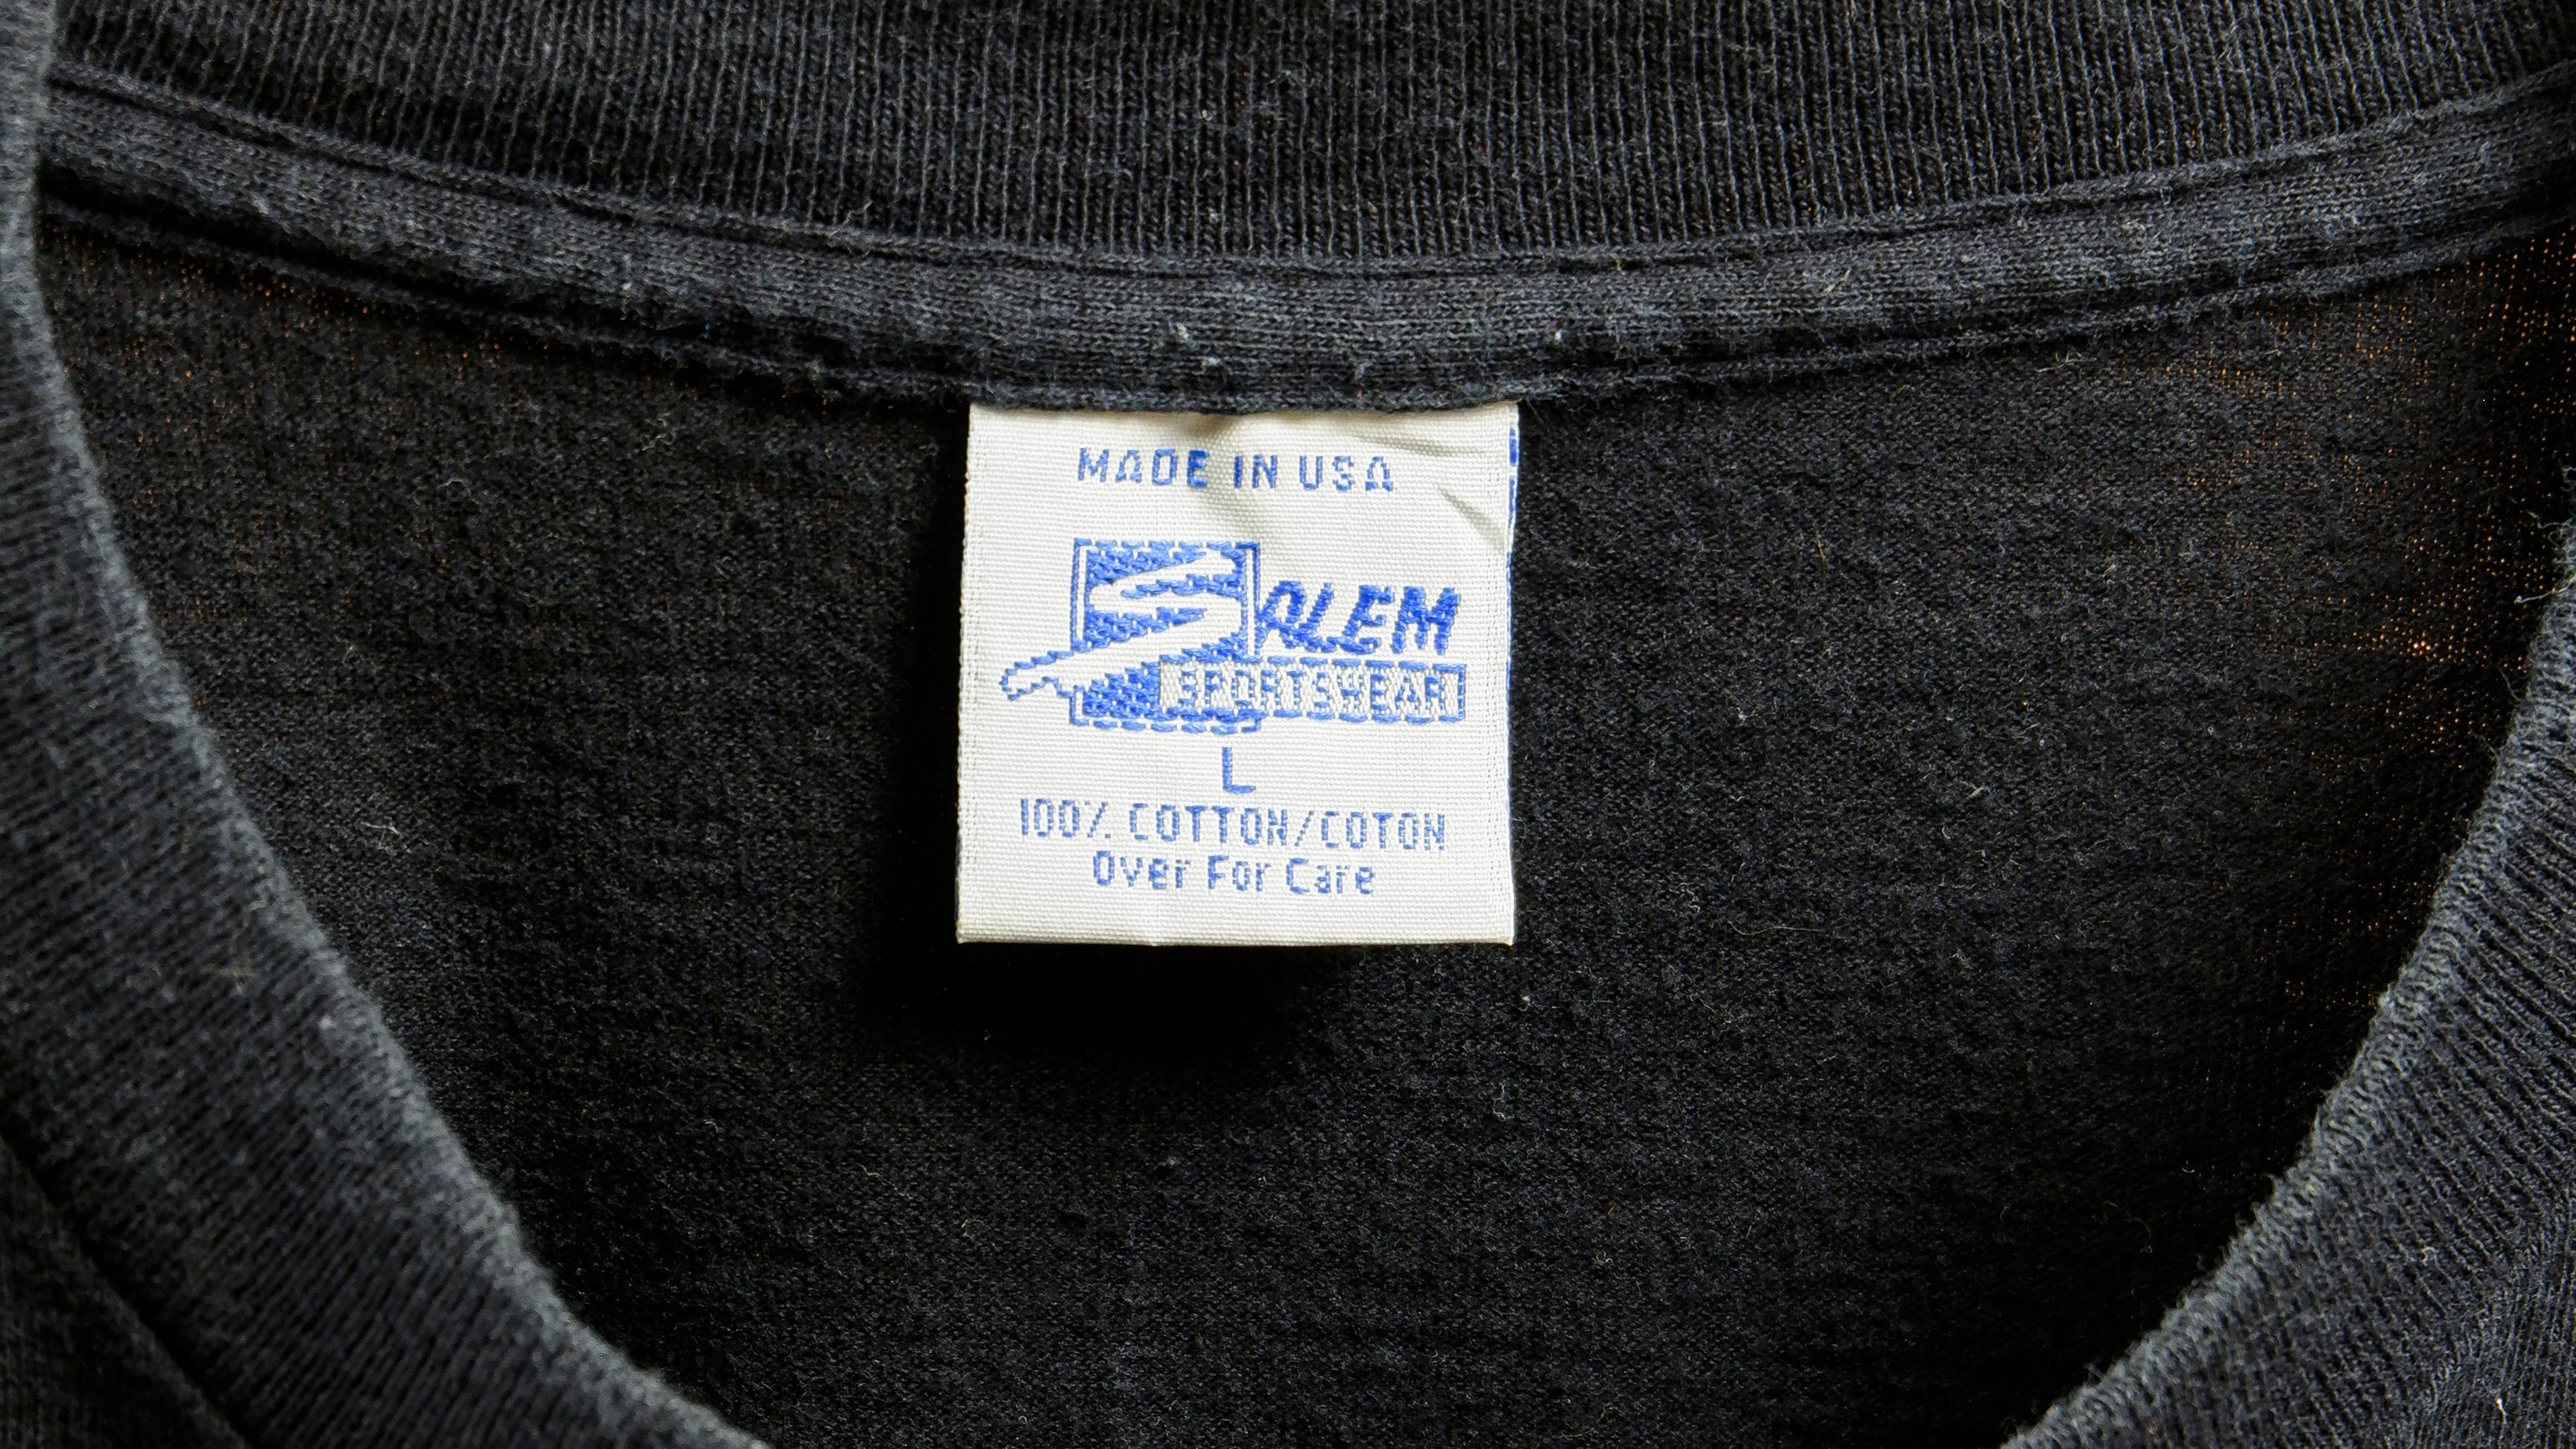 MADE IN USA
SALEM
SPORTSWEAR
L
100% COTTON/COTON
Over For Care